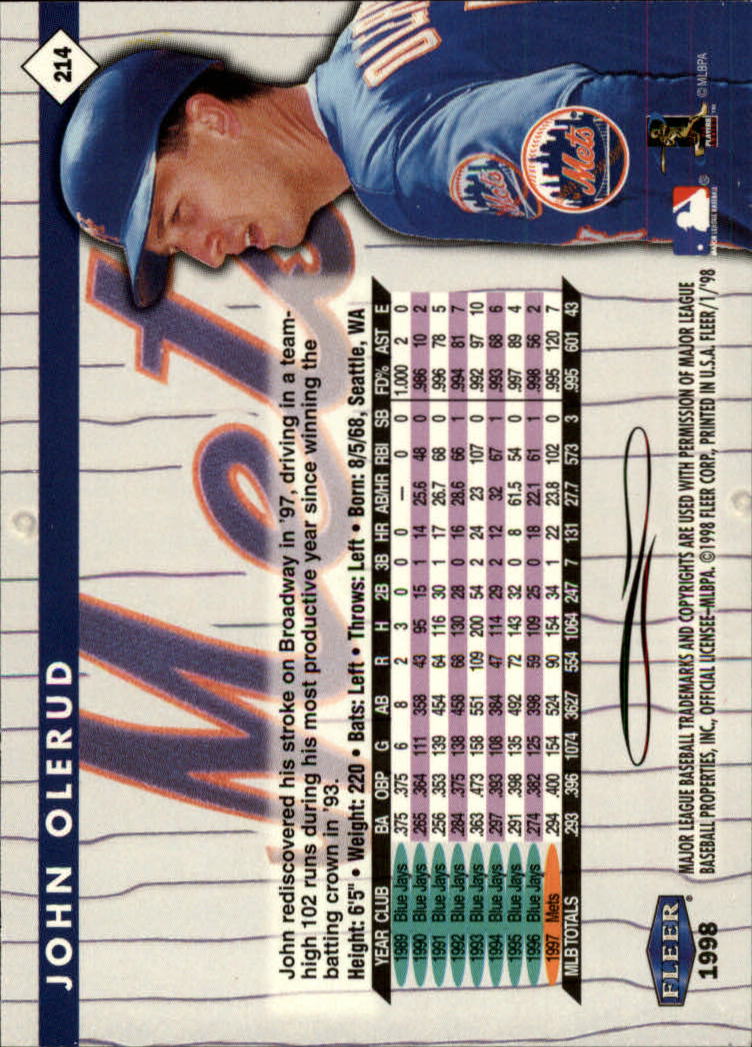 JOHN OLERUD
214
John rediscovered his stroke on Broadway in '97, driving in a team-
high 102 runs during his most productive year since winning the
batting crown in '93.
Height: 6'5" • Weight: 220 • Bats: Left • Throws: Left • Born: 8/5/68, Seattle, WA
YEAR CLUB BA OBP G AB R H 2B 3B HR AB/HR RBI SB FD% AST E
1989 Blue Jays .375 .375 6 8 2 3 0 0 0 — 0 0 1.000 2 0
1990 Blue Jays .265 .364 111 358 43 95 15 1 14 25.6 48 0 .986 10 2
1991 Blue Jays .256 .353 139 454 64 116 30 1 17 26.7 68 0 .996 78 5
1992 Blue Jays .284 .375 138 458 68 130 28 0 16 28.6 66 1 .994 81 7
1993 Blue Jays .363 .473 158 551 109 200 54 2 24 23 107 0 .992 97 10
1994 Blue Jays .297 .393 108 384 47 114 29 2 12 32 67 1 .993 68 6
1995 Blue Jays .291 .398 135 492 72 143 32 0 8 61.5 54 0 .997 89 4
1996 Blue Jays .274 .382 125 398 59 109 25 0 18 22.1 61 1 .998 56 2
1997 Mets .294 .400 154 524 90 154 34 1 22 23.8 102 0 .995 120 7
MLB TOTALS .293 .396 1074 3627 554 1064 247 7 131 27.7 573 3 .995 601 43
Mets
Mets
Mets
PLAYERS
© MLBPA
MAJOR LEAGUE BASEBALL
FLEER®
1998
MAJOR LEAGUE BASEBALL TRADEMARKS AND COPYRIGHTS ARE USED WITH PERMISSION OF MAJOR LEAGUE
BASEBALL PROPERTIES, INC., OFFICIAL LICENSEE-MLBPA. ©1998 FLEER CORP., PRINTED IN U.S.A. FLEER/1/'98